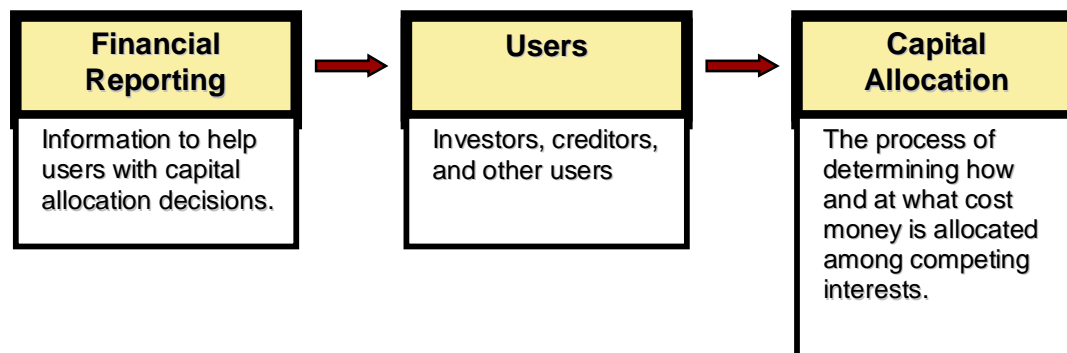 Financial
Reporting
Information to help
users with capital
allocation decisions.
Users
Investors, creditors,
and other users
Capital
Allocation
The process of
determining how
and at what cost
money is allocated
among competing
interests.